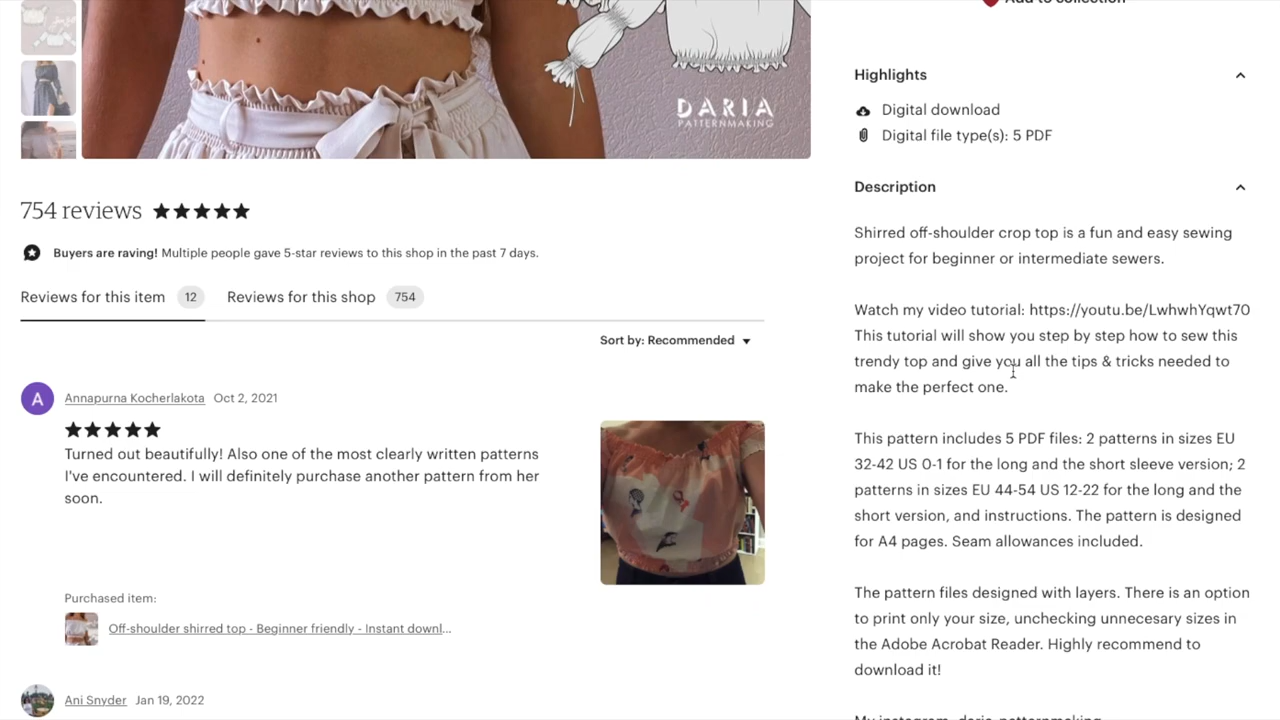 Add to collection
DARIA
PATTERNMAKING
Highlights
Digital download
Digital file type(s): 5 PDF
Description
Shirred off-shoulder crop top is a fun and easy sewing
project for beginner or intermediate sewers.
Watch my video tutorial: https://youtu.be/LwhwhYqwt70
This tutorial will show you step by step how to sew this
trendy top and give you all the tips & tricks needed to
make the perfect one.
This pattern includes 5 PDF files: 2 patterns in sizes EU
32-42 US 0-1 for the long and the short sleeve version; 2
patterns in sizes EU 44-54 US 12-22 for the long and the
short version, and instructions. The pattern is designed
for A4 pages. Seam allowances included.
The pattern files designed with layers. There is an option
to print only your size, unchecking unnecesary sizes in
the Adobe Acrobat Reader. Highly recommend to
download it!
My instagram daria_patternmaking
754 reviews
Buyers are raving! Multiple people gave 5-star reviews to this shop in the past 7 days.
Reviews for this item 12 Reviews for this shop 754
Sort by: Recommended
A Annapurna Kocherlakota Oct 2, 2021
Turned out beautifully! Also one of the most clearly written patterns
I've encountered. I will definitely purchase another pattern from her
soon.
Purchased item:
Off-shoulder shirred top - Beginner friendly - Instant downl...
Ani Snyder Jan 19, 2022